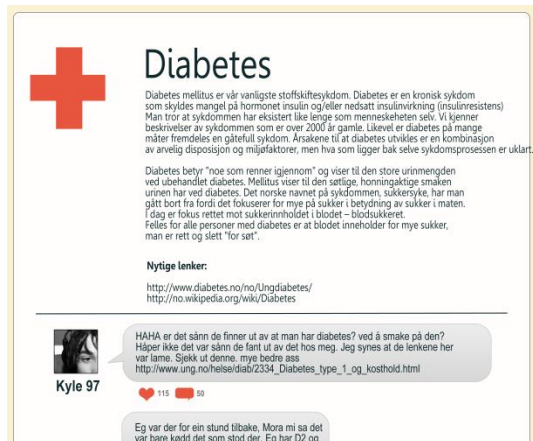 Diabetes
Diabetes mellitus er vår vanligste stoffskiftesykdom. Diabetes er en kronisk sykdom
som skyldes mangel på hormonet insulin og/eller nedsatt insulinvirkning (insulinresistens)
Man tror at sykdommen har eksistert like lenge som menneskeheten selv. Vi kjenner
beskrivelser av sykdommen som er over 2000 år gamle. Likevel er diabetes på mange
måter fremdeles en gåtefull sykdom. Årsakene til at diabetes utvikles er en kombinasjon
av arvelig disposisjon og miljøfaktorer, men hva som ligger bak selve sykdomsprosessen er uklart.
Diabetes betyr "noe som renner igjennom" og viser til den store urinmengden
ved ubehandlet diabetes. Mellitus viser til den søtlige, honningaktige smaken
urinen har ved diabetes. Det norske navnet på sykdommen, sukkersyke, har man
gått bort fra fordi det fokuserer for mye på sukker i betydning av sukker i maten.
I dag er fokus rettet mot sukkerinnholdet i blodet – blodsukkeret.
Felles for alle personer med diabetes er at blodet inneholder for mye sukker,
man er rett og slett "for søt".
Nytige lenker:
http://www.diabetes.no/no/Ungdiabetes/
http://no.wikipedia.org/wiki/Diabetes
HAHA er det sånn de finner ut av at man har diabetes? ved å smake på den?
Håper ikke det var sånn de fant ut av det hos meg. Jeg synes at de lenkene her
var lame. Sjekk ut denne. mye bedre ass
http://www.ung.no/helse/diab/2334_Diabetes_type_1_og_kosthold.html
Kyle 97
115 50
Eg var der for ein stund tilbake, Mora mi sa det
var bare kødd det som stod der. Eg har D2 og